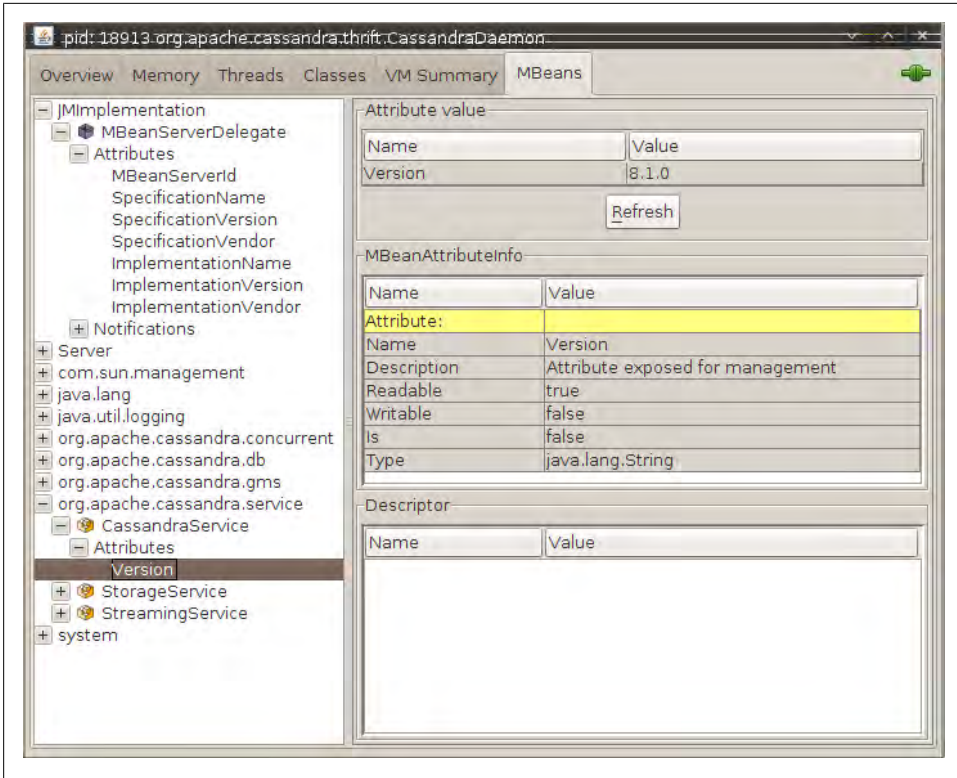 pid: 18913 org.apache.cassandra.thrift.CassandraDaemon
Overview Memory Threads Classes VM Summary MBeans
JMImplementation
MBeanServerDelegate
Attributes
MBeanServerId
SpecificationName
SpecificationVersion
SpecificationVendor
ImplementationName
ImplementationVersion
ImplementationVendor
Notifications
Server
com.sun.management
java.lang
java.util.logging
org.apache.cassandra.concurrent
org.apache.cassandra.db
org.apache.cassandra.gms
org.apache.cassandra.service
CassandraService
Attributes
Version
StorageService
StreamingService
system
Attribute value
Name Value
Version 8.1.0
Refresh
MBeanAttributeInfo
Name Value
Attribute:
Name Version
Description Attribute exposed for management
Readable true
Writable false
Is false
Type java.lang.String
Descriptor
Name Value